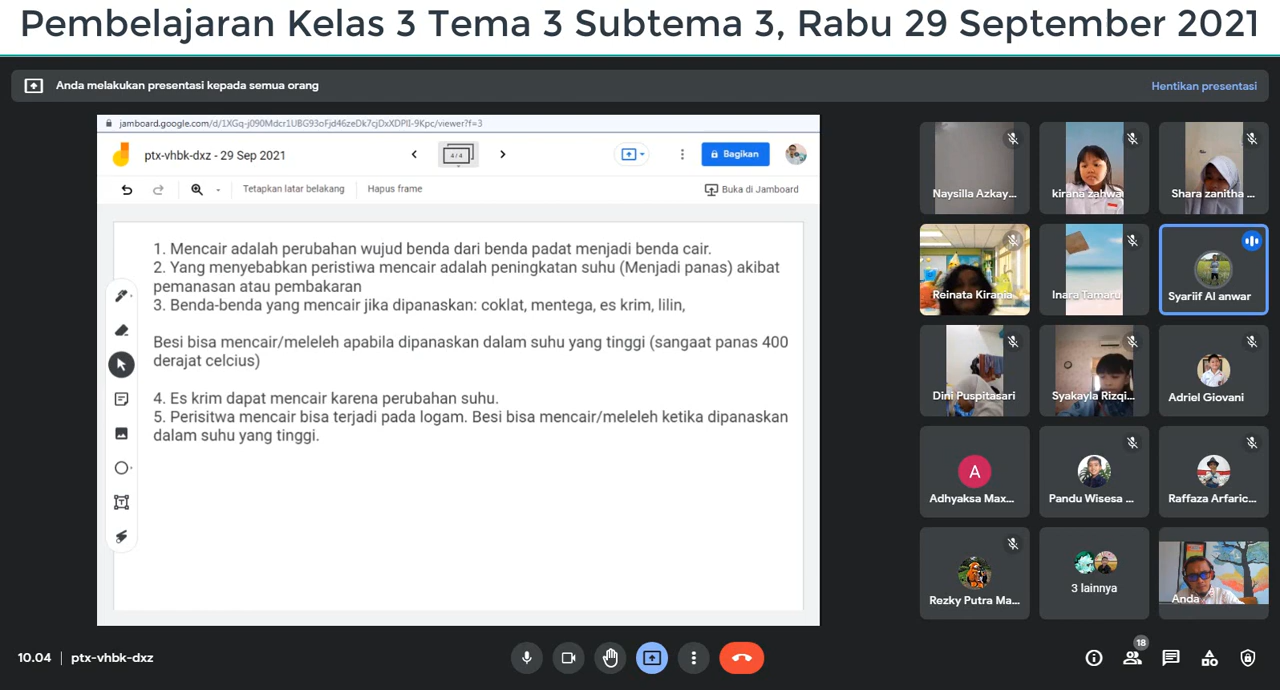 Pembelajaran Kelas 3 Tema 3 Subtema 3, Rabu 29 September 2021
Anda melakukan presentasi kepada semua orang
Hentikan presentasi
jamboard.google.com/d/1XGq-j090Mdcr1UBG93oFjd46zeDk7cjDxXDPII-9Kpc/viewer?f=3
ptx-vhbk-dxz - 29 Sep 2021
4/4
Bagikan
Tetapkan latar belakang
Hapus frame
Buka di Jamboard
1. Mencair adalah perubahan wujud benda dari benda padat menjadi benda cair.
2. Yang menyebabkan peristiwa mencair adalah peningkatan suhu (Menjadi panas) akibat
pemanasan atau pembakaran
3. Benda-benda yang mencair jika dipanaskan: coklat, mentega, es krim, lilin,
Besi bisa mencair/meleleh apabila dipanaskan dalam suhu yang tinggi (sangaat panas 400
derajat celcius)
4. Es krim dapat mencair karena perubahan suhu.
5. Perisitwa mencair bisa terjadi pada logam. Besi bisa mencair/meleleh ketika dipanaskan
dalam suhu yang tinggi.
Naysilla Azkay...
kirana zahwa
Shara zanitha ...
Reinata Kirania
Inara Tamaru
Syariif Al anwar
Dini Puspitasari
Syakayla Rizqi...
Adriel Giovani
A
Adhyaksa Max...
Pandu Wisesa ...
Raffaza Arfaric...
Rezky Putra Ma...
3 lainnya
Anda
10.04 | ptx-vhbk-dxz
18